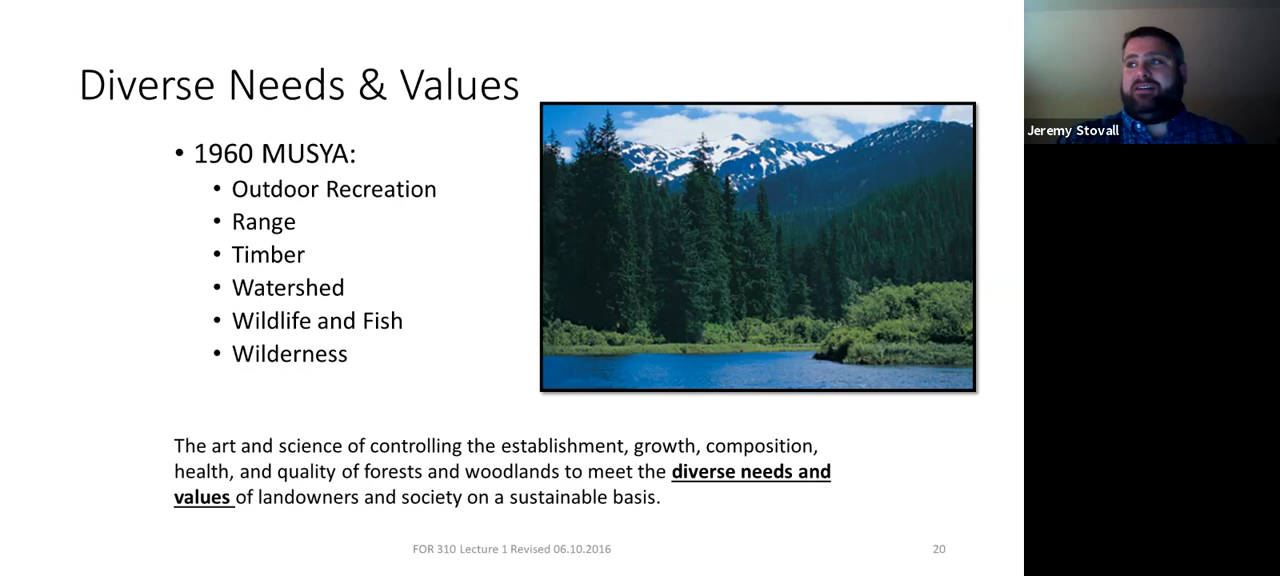 Diverse Needs & Values
• 1960 MUSYA:
• Outdoor Recreation
• Range
• Timber
• Watershed
• Wildlife and Fish
• Wilderness
The art and science of controlling the establishment, growth, composition,
health, and quality of forests and woodlands to meet the diverse needs and
values of landowners and society on a sustainable basis.
FOR 310 Lecture 1 Revised 06.10.2016
20
Jeremy Stovall